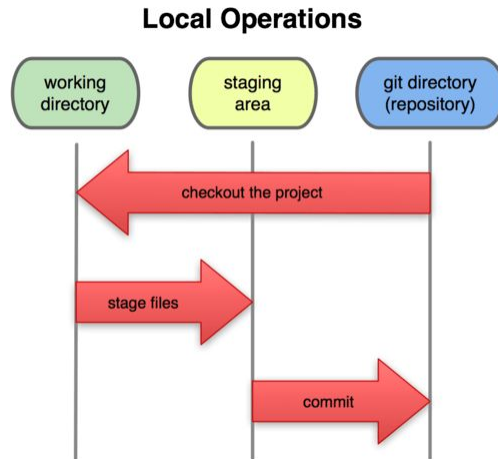 Local Operations
working
directory
staging
area
git directory
(repository)
checkout the project
stage files
commit